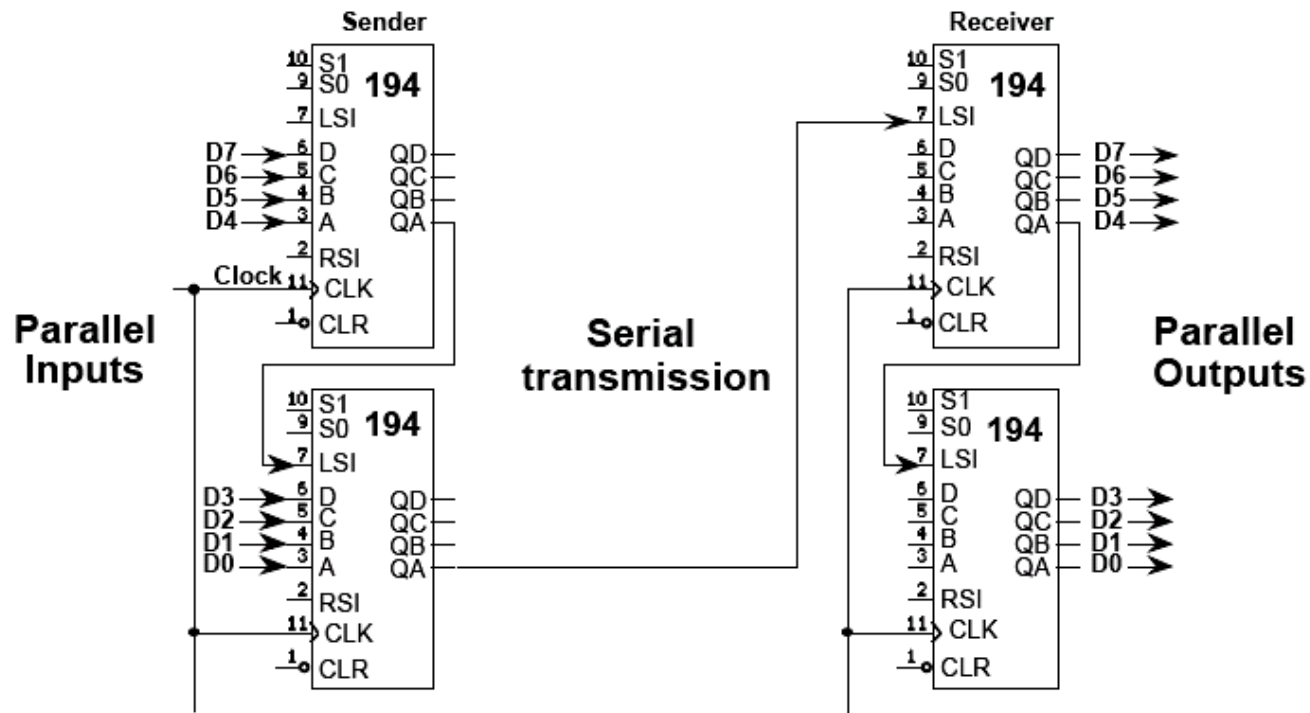 Sender
Receiver
10 S1
9 S0
194
7 LSI
D7 6 D QD
D6 5 C QC
D5 4 B QB
D4 3 A QA
2 RSI
Clock 11 CLK
1 CLR
10 S1
9 S0
194
7 LSI
6 D QD D7
5 C QC D6
4 B QB D5
3 A QA D4
2 RSI
11 CLK
1 CLR
Parallel
Inputs
Serial
transmission
Parallel
Outputs
10 S1
9 S0
194
7 LSI
D3 6 D QD
D2 5 C QC
D1 4 B QB
D0 3 A QA
2 RSI
11 CLK
1 CLR
10 S1
9 S0
194
7 LSI
6 D QD D3
5 C QC D2
4 B QB D1
3 A QA D0
2 RSI
11 CLK
1 CLR